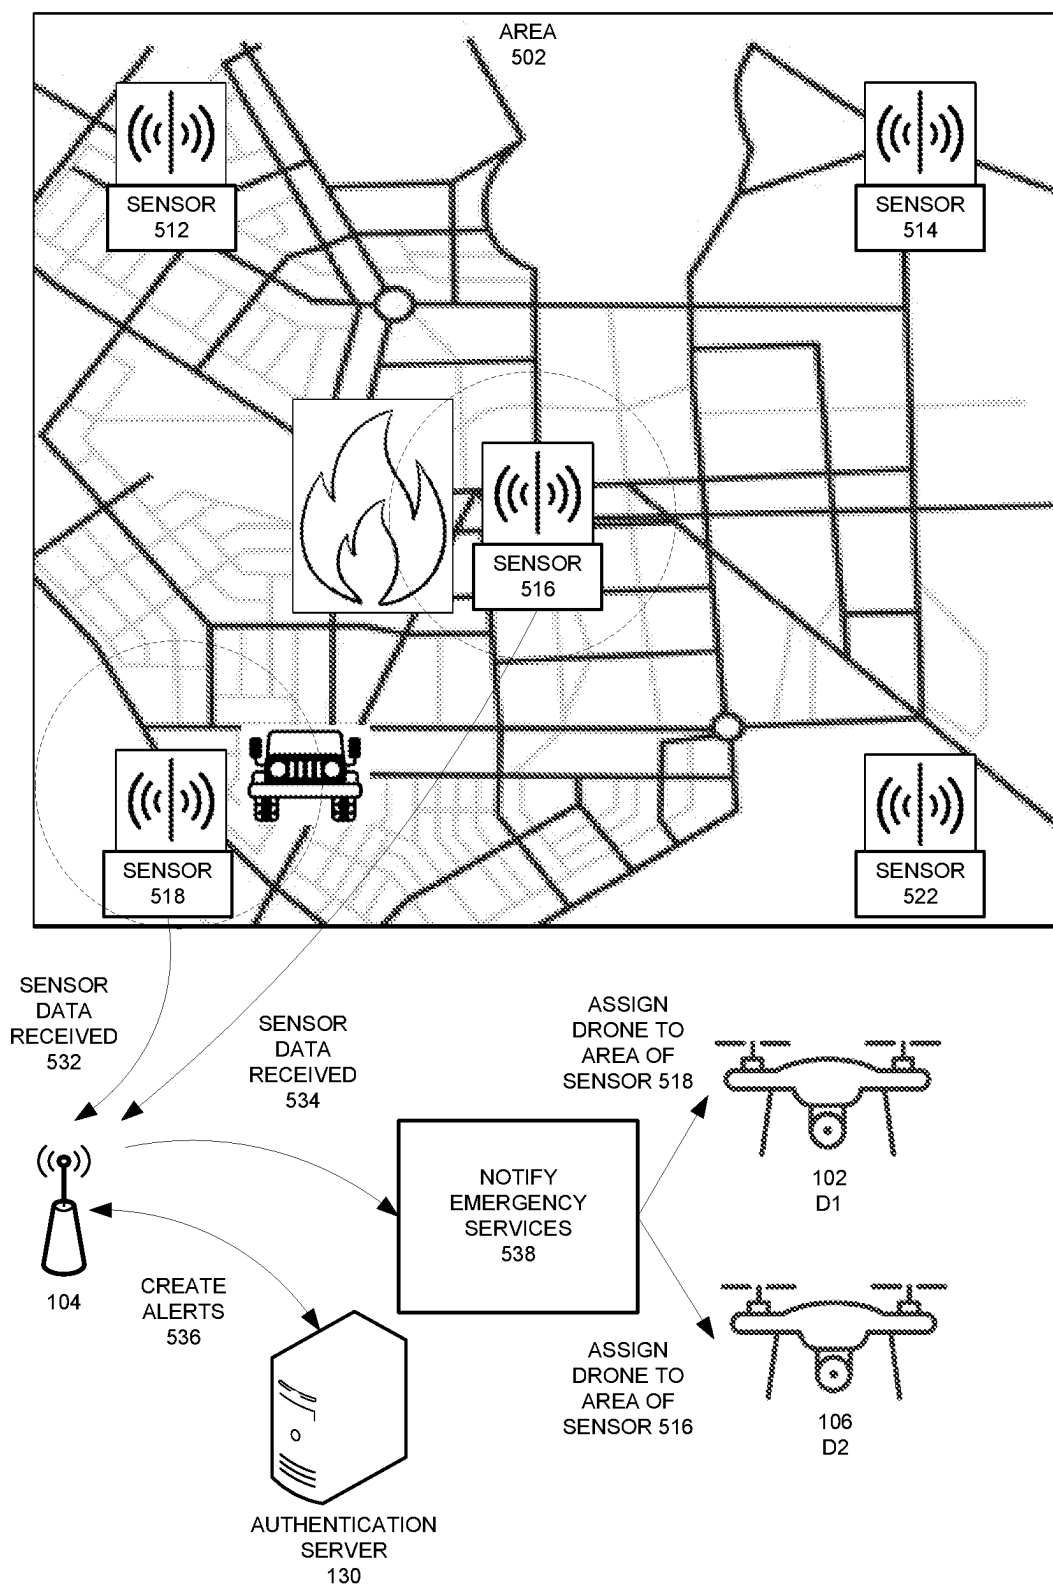 AREA
502
SENSOR
512
SENSOR
514
SENSOR
516
SENSOR
518
SENSOR
522
SENSOR
DATA
RECEIVED
532
SENSOR
DATA
RECEIVED
534
ASSIGN
DRONE TO
AREA OF
SENSOR 518
102
D1
NOTIFY
EMERGENCY
SERVICES
538
104
CREATE
ALERTS
536
ASSIGN
DRONE TO
AREA OF
SENSOR 516
106
D2
AUTHENTICATION
SERVER
130